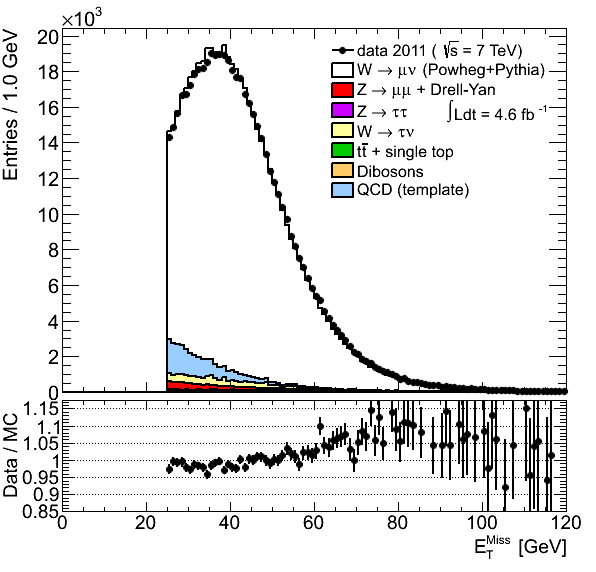 ×10³
Entries / 1.0 GeV
20
18
16
14
12
10
8
6
4
2
0
data 2011 ( √s = 7 TeV)
W → μν (Powheg+Pythia)
Z → μμ + Drell-Yan
Z → ττ
∫Ldt = 4.6 fb⁻¹
W → τν
tt̅ + single top
Dibosons
QCD (template)
Data / MC
1.15
1.1
1.05
1
0.95
0.9
0.85
0 20 40 60 80 100 120
E_T^Miss [GeV]